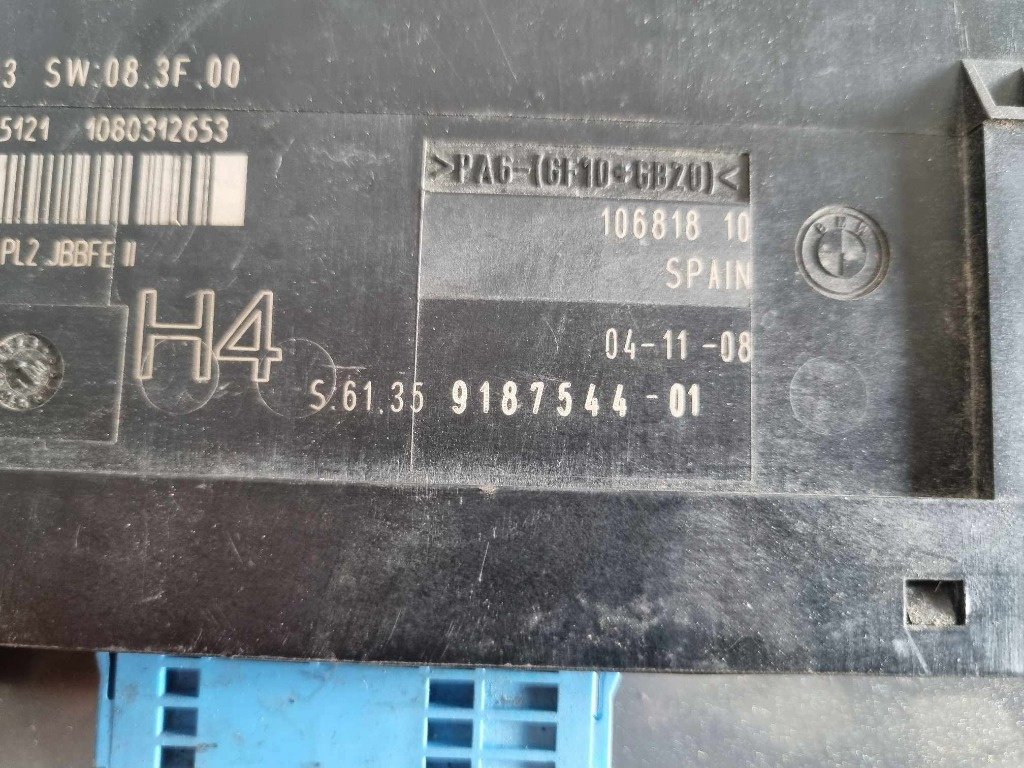 3 SW:08.3F.00
5121 1080312653
>PA6-(GF10+GB20)<
106818 10
BMW
PL2 JBBFE II
SPAIN
H4
04-11-08
S.61.35 9187544-01